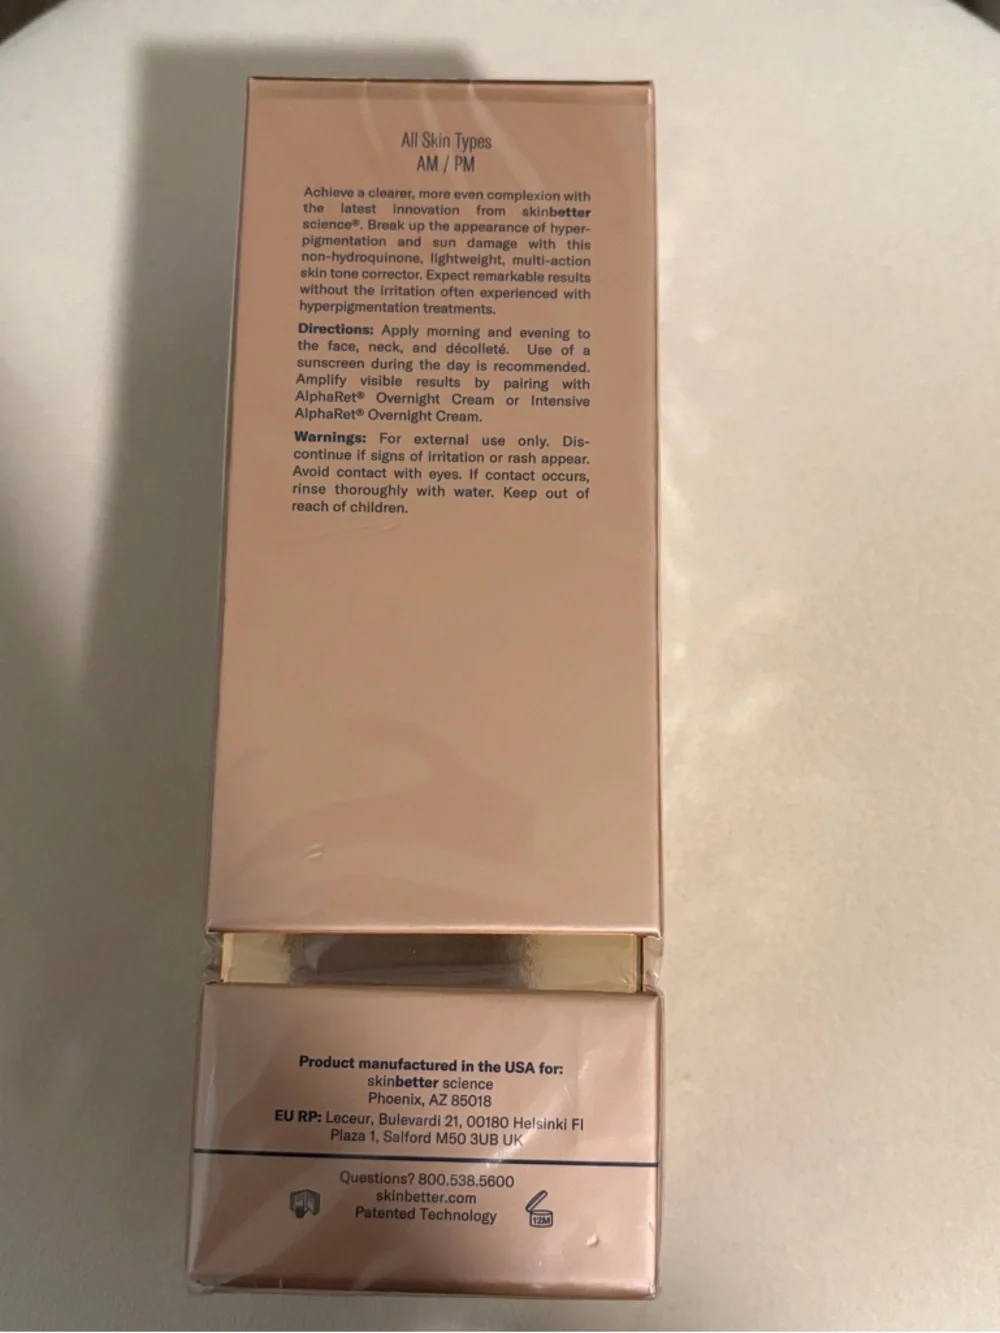 All Skin Types
AM / PM
Achieve a clearer, more even complexion with
the latest innovation from skinbetter
science®. Break up the appearance of hyper-
pigmentation and sun damage with this
non-hydroquinone, lightweight, multi-action
skin tone corrector. Expect remarkable results
without the irritation often experienced with
hyperpigmentation treatments.
Directions: Apply morning and evening to
the face, neck, and décolleté. Use of a
sunscreen during the day is recommended.
Amplify visible results by pairing with
AlphaRet® Overnight Cream or Intensive
AlphaRet® Overnight Cream.
Warnings: For external use only. Dis-
continue if signs of irritation or rash appear.
Avoid contact with eyes. If contact occurs,
rinse thoroughly with water. Keep out of
reach of children.
Product manufactured in the USA for:
skinbetter science
Phoenix, AZ 85018
EU RP: Leceur, Bulevardi 21, 00180 Helsinki FI
Plaza 1, Salford M50 3UB UK
Questions? 800.538.5600
skinbetter.com
Patented Technology
12M